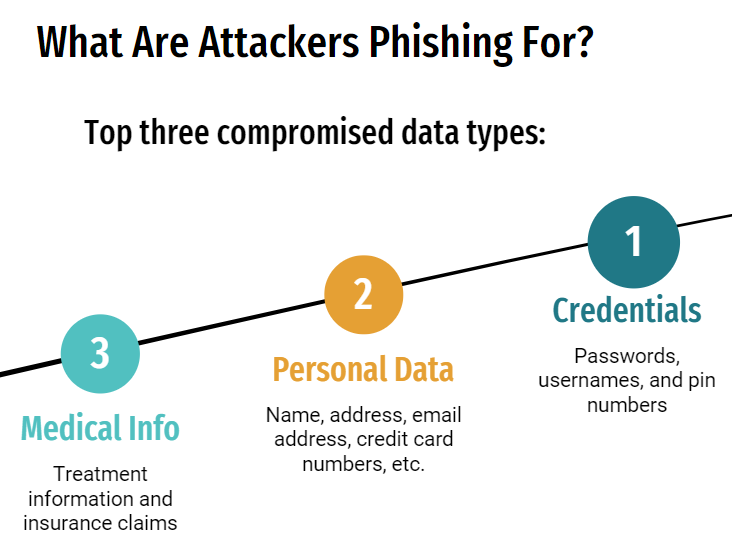 What Are Attackers Phishing For?
Top three compromised data types:
1
Credentials
Passwords,
usernames, and pin
numbers
2
Personal Data
Name, address, email
address, credit card
numbers, etc.
3
Medical Info
Treatment
information and
insurance claims